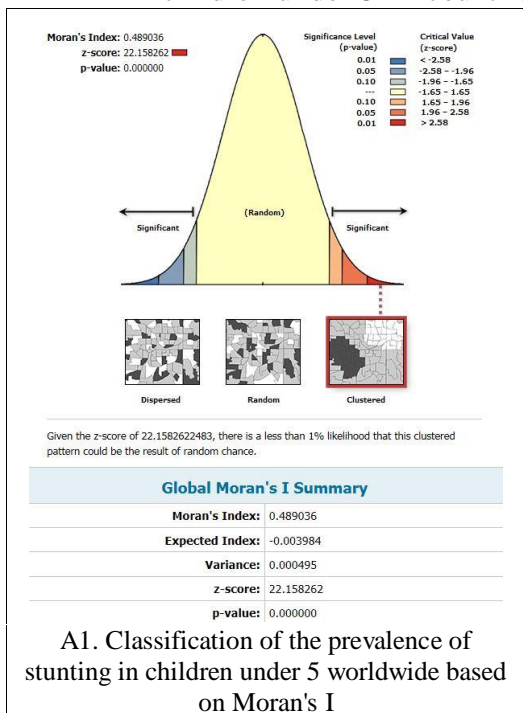 Moran's Index: 0.489036
z-score: 22.158262
p-value: 0.000000
Significance Level
(p-value)
Critical Value
(z-score)
0.01 < -2.58
0.05 -2.58 – -1.96
0.10 -1.96 – -1.65
--- -1.65 – 1.65
0.10 1.65 – 1.96
0.05 1.96 – 2.58
0.01 > 2.58
(Random)
Significant
Significant
Dispersed
Random
Clustered
Given the z-score of 22.1582622483, there is a less than 1% likelihood that this clustered
pattern could be the result of random chance.
Global Moran's I Summary
Moran's Index: 0.489036
Expected Index: -0.003984
Variance: 0.000495
z-score: 22.158262
p-value: 0.000000
A1. Classification of the prevalence of
stunting in children under 5 worldwide based
on Moran's I